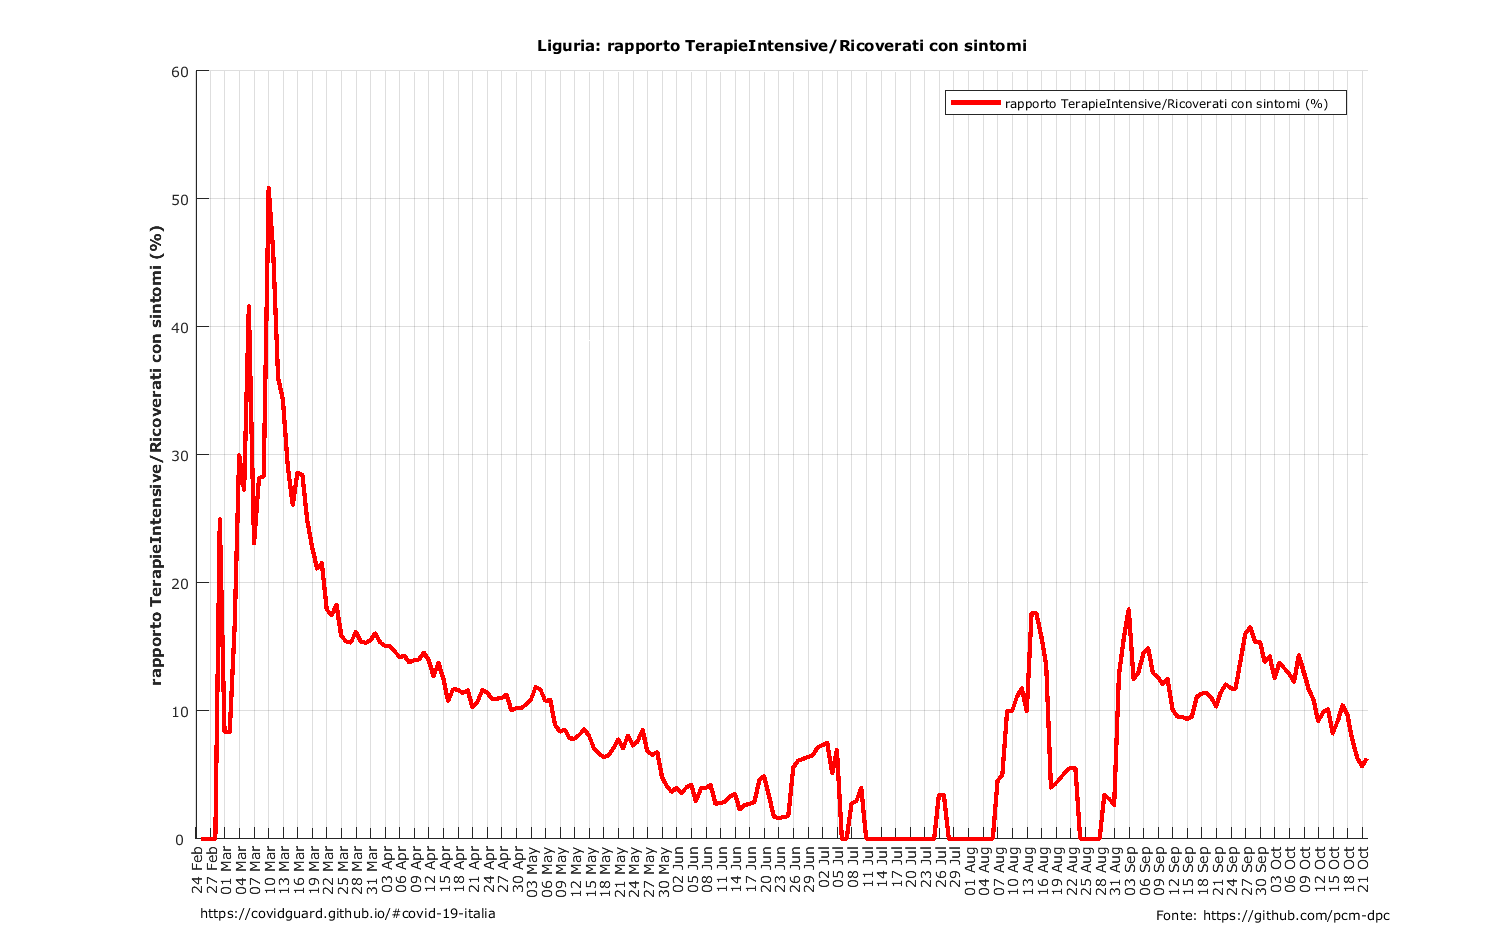 Liguria: rapporto TerapieIntensive/Ricoverati con sintomi
rapporto TerapieIntensive/Ricoverati con sintomi (%)
rapporto TerapieIntensive/Ricoverati con sintomi (%)
60
50
40
30
20
10
0
24 Feb
27 Feb
01 Mar
04 Mar
07 Mar
10 Mar
13 Mar
16 Mar
19 Mar
22 Mar
25 Mar
28 Mar
31 Mar
03 Apr
06 Apr
09 Apr
12 Apr
15 Apr
18 Apr
21 Apr
24 Apr
27 Apr
30 Apr
03 May
06 May
09 May
12 May
15 May
18 May
21 May
24 May
27 May
30 May
02 Jun
05 Jun
08 Jun
11 Jun
14 Jun
17 Jun
20 Jun
23 Jun
26 Jun
29 Jun
02 Jul
05 Jul
08 Jul
11 Jul
14 Jul
17 Jul
20 Jul
23 Jul
26 Jul
29 Jul
01 Aug
04 Aug
07 Aug
10 Aug
13 Aug
16 Aug
19 Aug
22 Aug
25 Aug
28 Aug
31 Aug
03 Sep
06 Sep
09 Sep
12 Sep
15 Sep
18 Sep
21 Sep
24 Sep
27 Sep
30 Sep
03 Oct
06 Oct
09 Oct
12 Oct
15 Oct
18 Oct
21 Oct
https://covidguard.github.io/#covid-19-italia
Fonte: https://github.com/pcm-dpc